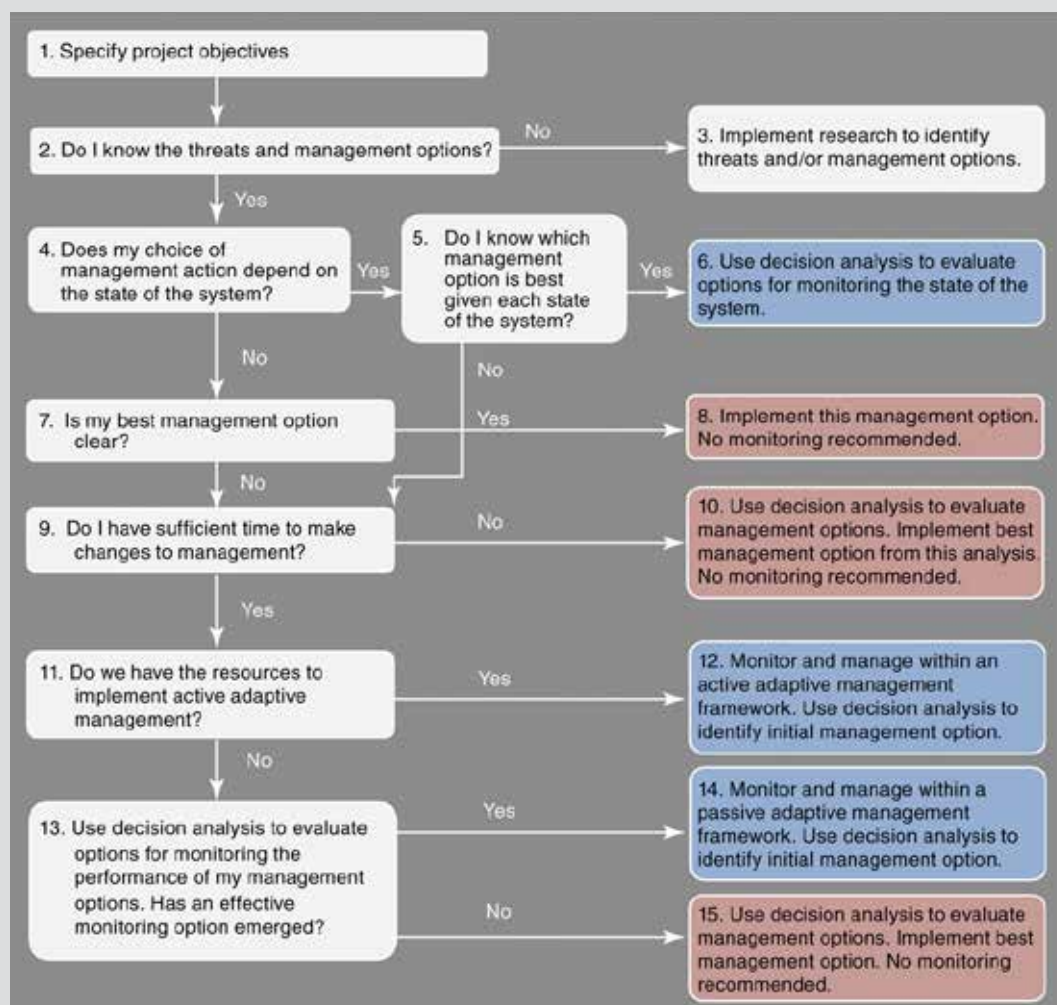 1. Specify project objectives
2. Do I know the threats and management options?
No
3. Implement research to identify
threats and/or management options.
Yes
4. Does my choice of
management action depend on
the state of the system?
Yes
5. Do I know which
management
option is best
given each state
of the system?
Yes
6. Use decision analysis to evaluate
options for monitoring the state of the
system.
No
No
7. Is my best management option
clear?
Yes
8. Implement this management option.
No monitoring recommended.
No
9. Do I have sufficient time to make
changes to management?
No
10. Use decision analysis to evaluate
management options. Implement best
management option from this analysis.
No monitoring recommended.
Yes
11. Do we have the resources to
implement active adaptive
management?
Yes
12. Monitor and manage within an
active adaptive management
framework. Use decision analysis to
identify initial management option.
No
13. Use decision analysis to evaluate
options for monitoring the
performance of my management
options. Has an effective
monitoring option emerged?
Yes
14. Monitor and manage within a
passive adaptive management
framework. Use decision analysis to
identify initial management option.
No
15. Use decision analysis to evaluate
management options. Implement best
management option. No monitoring
recommended.